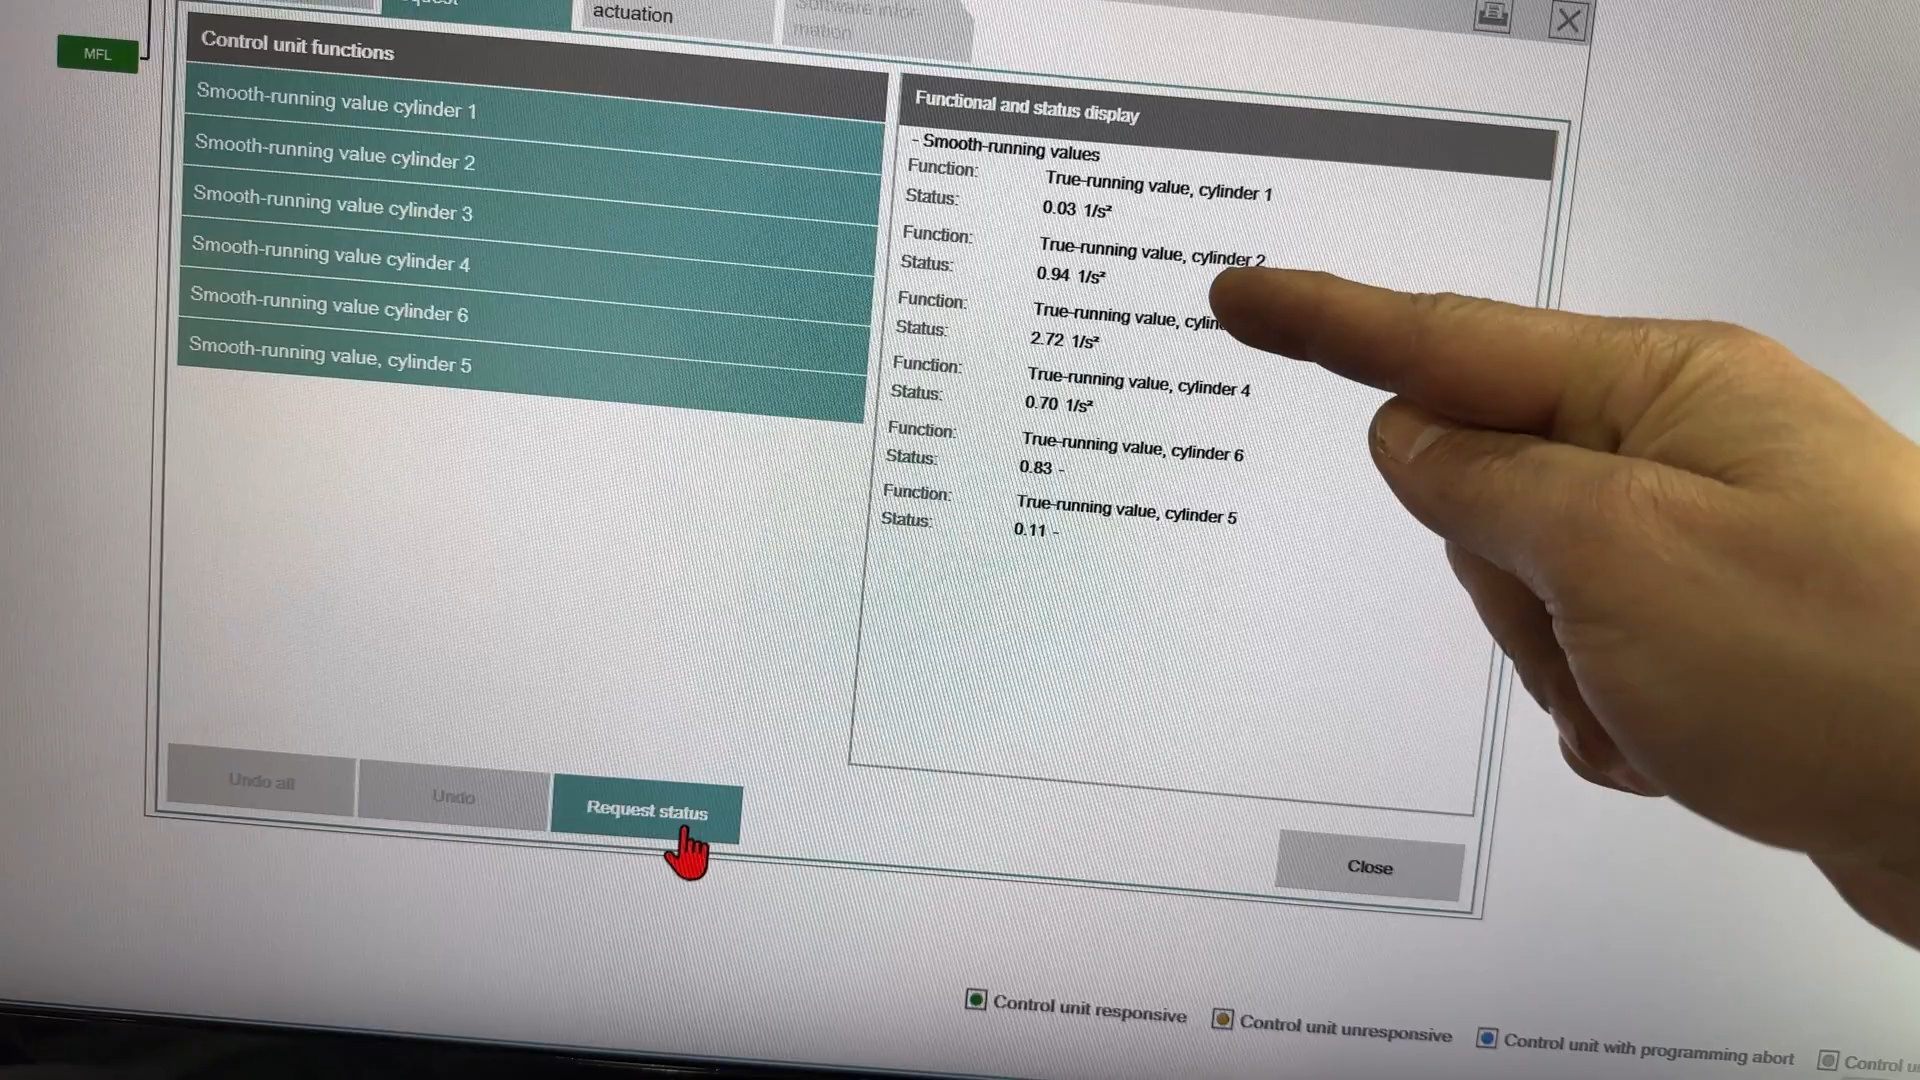 MFL
actuation
Software infor-
mation
Control unit functions
Smooth-running value cylinder 1
Smooth-running value cylinder 2
Smooth-running value cylinder 3
Smooth-running value cylinder 4
Smooth-running value cylinder 6
Smooth-running value, cylinder 5
Functional and status display
- Smooth-running values
Function: True-running value, cylinder 1
Status: 0.03 1/s²
Function: True-running value, cylinder 2
Status: 0.94 1/s²
Function: True-running value,
Status: 2.72 1/s²
Function: True-running value, cylinder 4
Status: 0.70 1/s²
Function: True-running value, cylinder 6
Status: 0.83 -
Function: True-running value, cylinder 5
Status: 0.11 -
Undo all
Undo
Request status
Close
Control unit responsive
Control unit unresponsive
Control unit with programming abort
Control